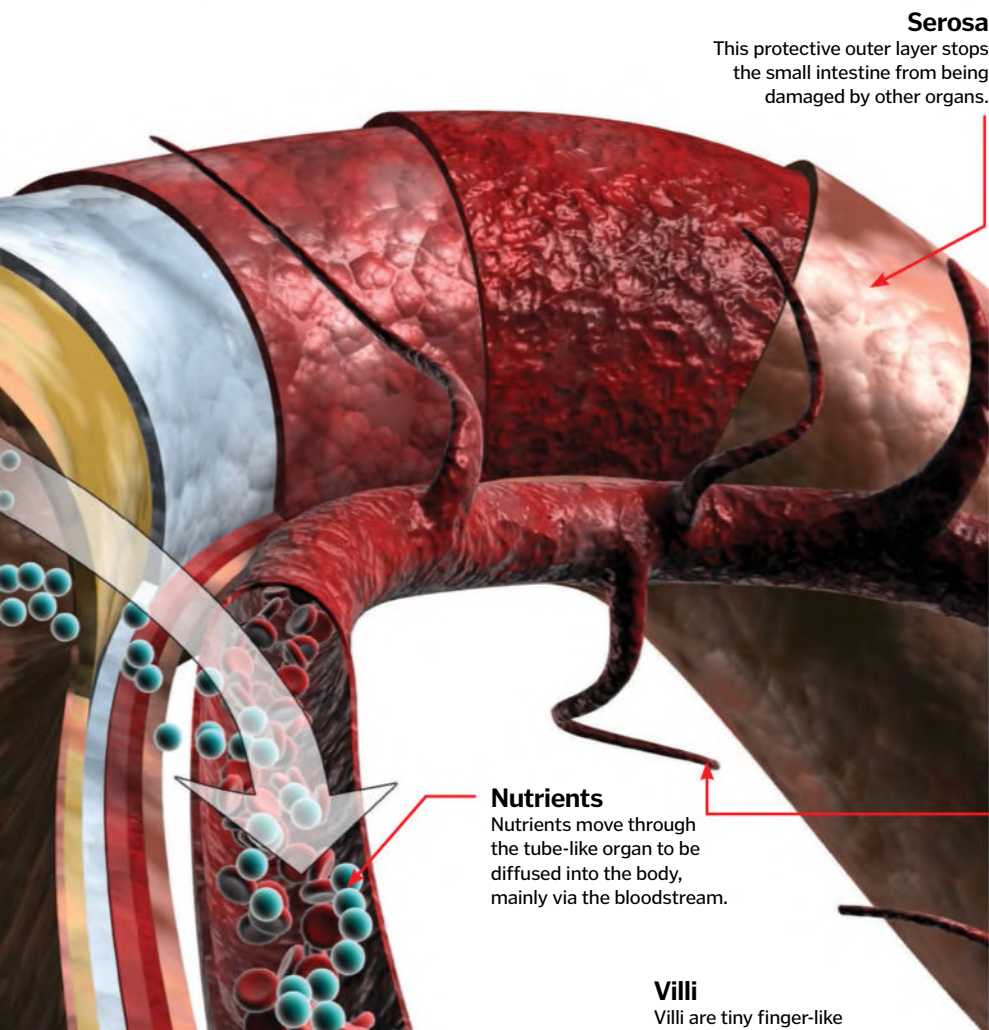 Serosa
This protective outer layer stops
the small intestine from being
damaged by other organs.
Nutrients
Nutrients move through
the tube-like organ to be
diffused into the body,
mainly via the bloodstream.
Villi
Villi are tiny finger-like